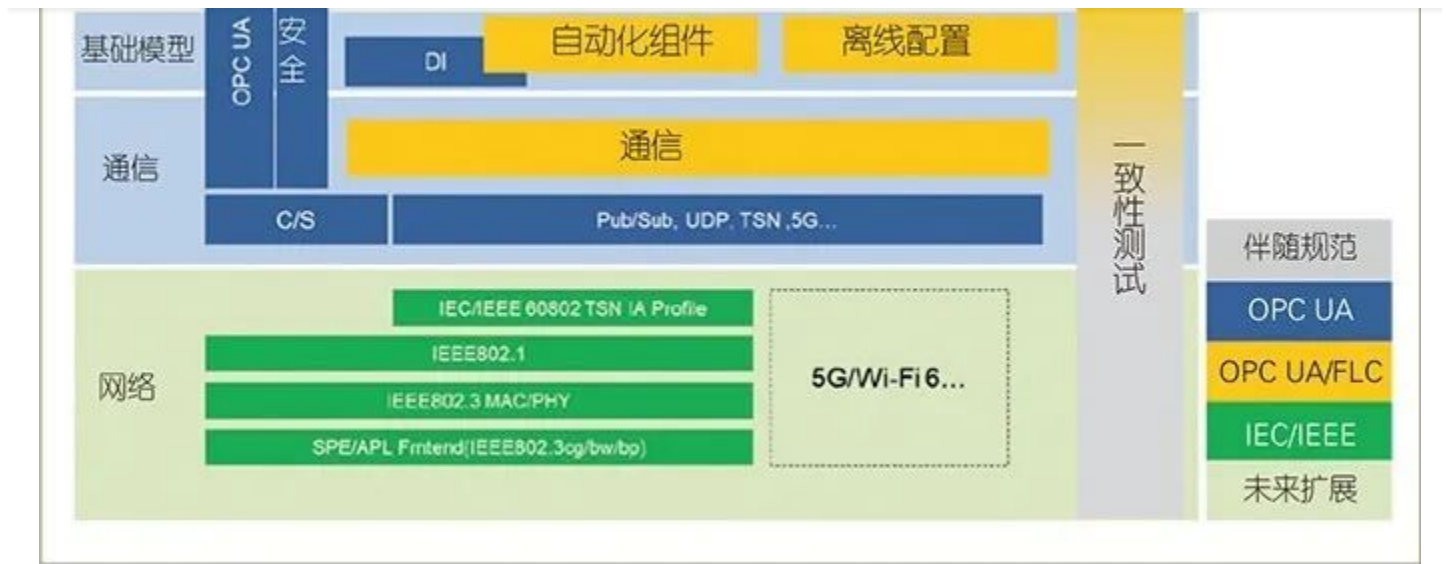 基础模型
OPC UA
安全
DI
自动化组件
离线配置
通信
通信
C/S
Pub/Sub, UDP, TSN ,5G...
一致性测试
网络
IEC/IEEE 60802 TSN IA Profile
IEEE802.1
IEEE802.3 MAC/PHY
SPE/APL Frntend(IEEE802.3cg/bw/bp)
5G/Wi-Fi 6...
伴随规范
OPC UA
OPC UA/FLC
IEC/IEEE
未来扩展